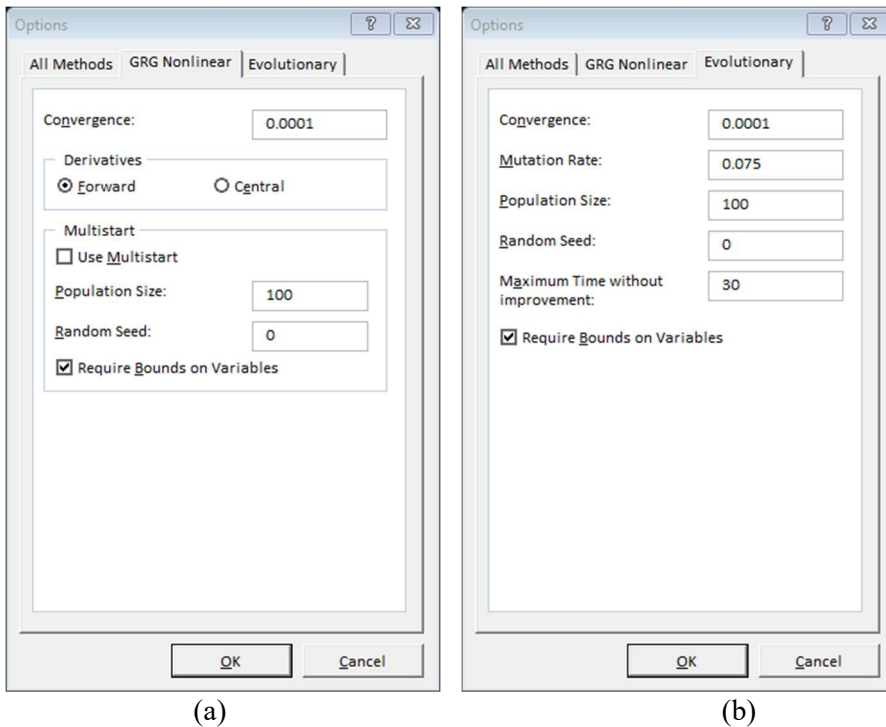 Options
All Methods GRG Nonlinear Evolutionary
Convergence: 0.0001
Derivatives
Forward Central
Multistart
Use Multistart
Population Size: 100
Random Seed: 0
Require Bounds on Variables
OK Cancel
(a)
Options
All Methods GRG Nonlinear Evolutionary
Convergence: 0.0001
Mutation Rate: 0.075
Population Size: 100
Random Seed: 0
Maximum Time without
improvement: 30
Require Bounds on Variables
OK Cancel
(b)